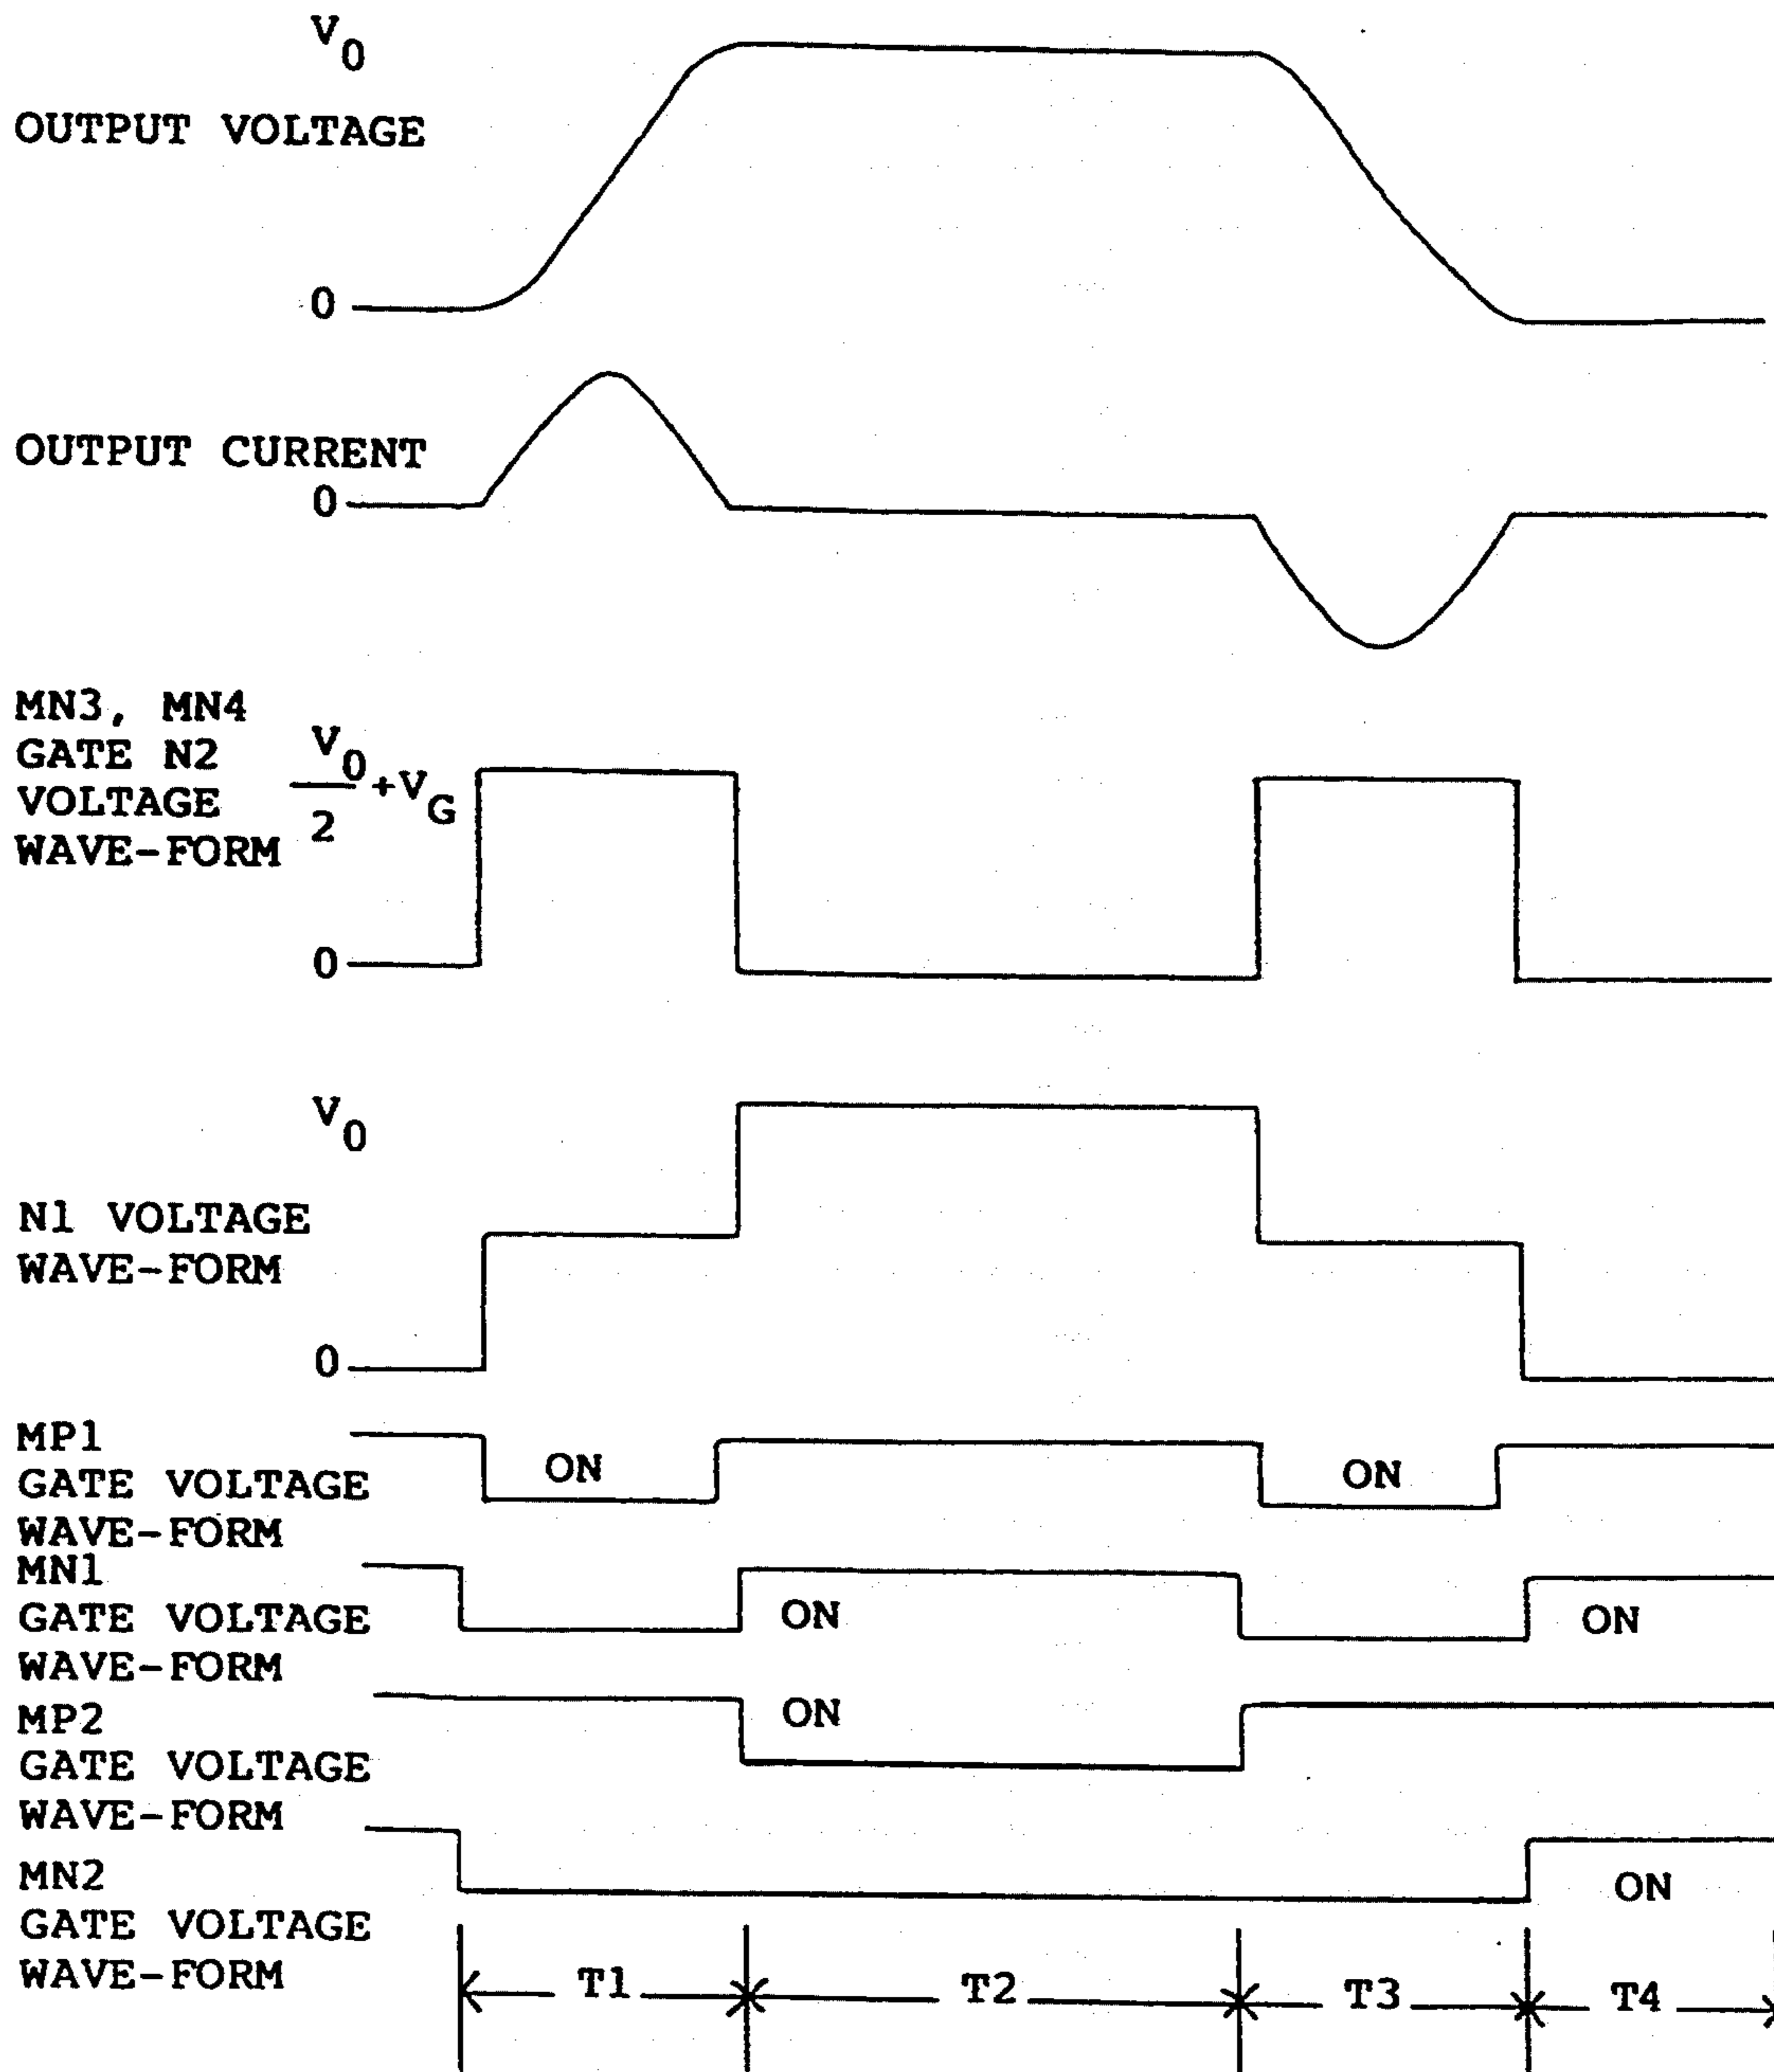 V0
OUTPUT VOLTAGE
0
OUTPUT CURRENT
0
MN3, MN4
GATE N2
VOLTAGE
WAVE-FORM
V0/2 +VG
0
V0
N1 VOLTAGE
WAVE-FORM
0
MP1
GATE VOLTAGE
WAVE-FORM
ON
ON
MN1
GATE VOLTAGE
WAVE-FORM
ON
ON
MP2
GATE VOLTAGE
WAVE-FORM
ON
MN2
GATE VOLTAGE
WAVE-FORM
ON
T1
T2
T3
T4